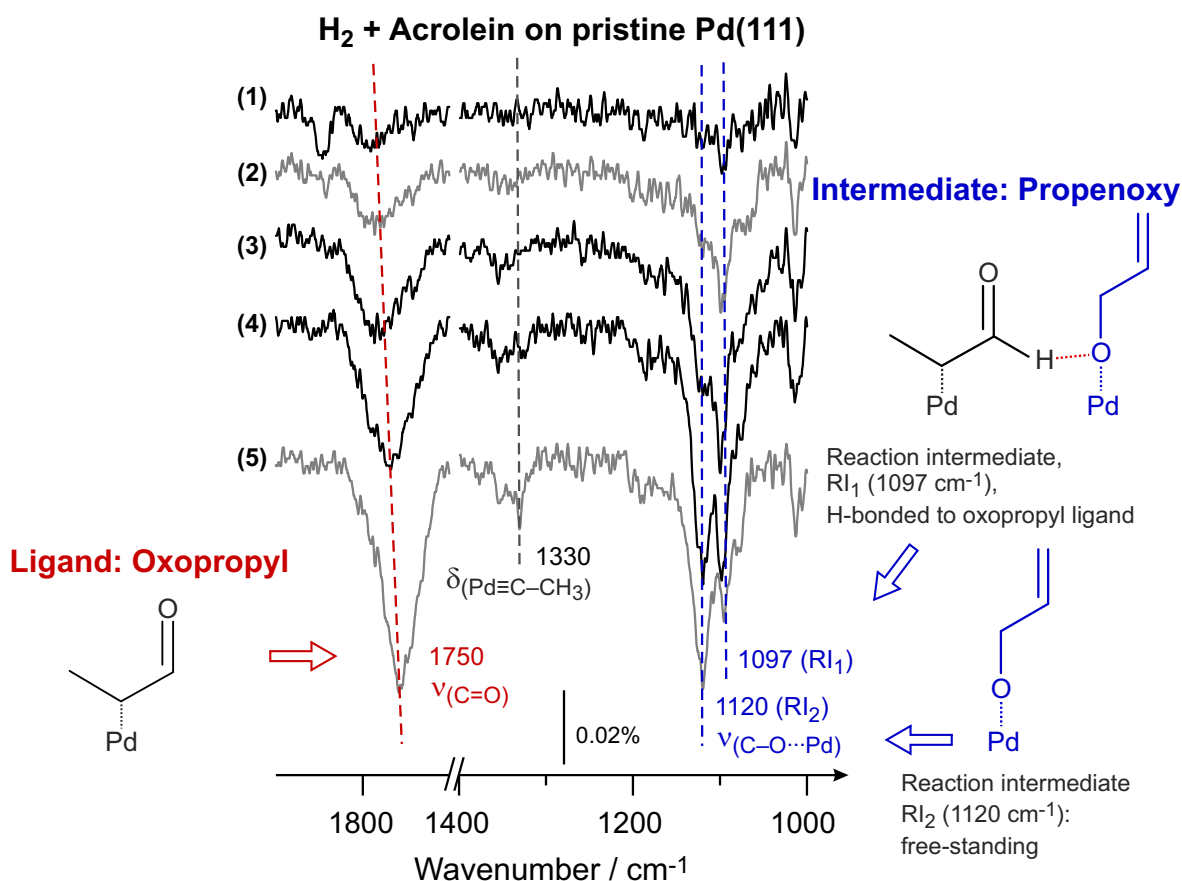 H₂ + Acrolein on pristine Pd(111)
(1)
(2)
(3)
(4)
(5)
Intermediate: Propenoxy
O
H
O
Pd
Pd
Reaction intermediate,
RI₁ (1097 cm⁻¹),
H-bonded to oxopropyl ligand
Ligand: Oxopropyl
O
Pd
1330
δ(Pd≡C–CH₃)
1750
ν(C=O)
1097 (RI₁)
1120 (RI₂)
ν(C–O···Pd)
0.02%
O
Pd
Reaction intermediate
RI₂ (1120 cm⁻¹):
free-standing
1800
1400
1200
1000
Wavenumber / cm⁻¹